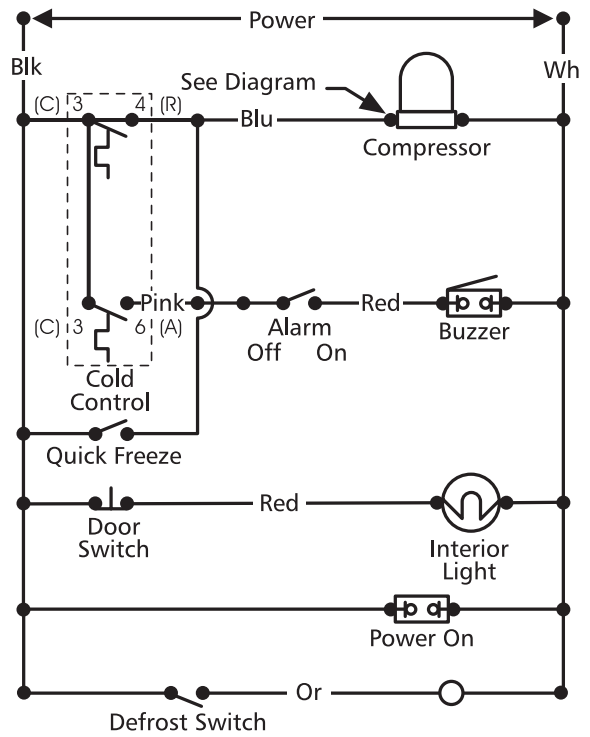 Power
Blk
Wh
See Diagram
(C) 3 4 (R)
Blu
Compressor
Pink
Red
(C) 3 6 (A)
Alarm
Off On
Buzzer
Cold
Control
Quick Freeze
Red
Door
Switch
Interior
Light
Power On
Or
Defrost Switch